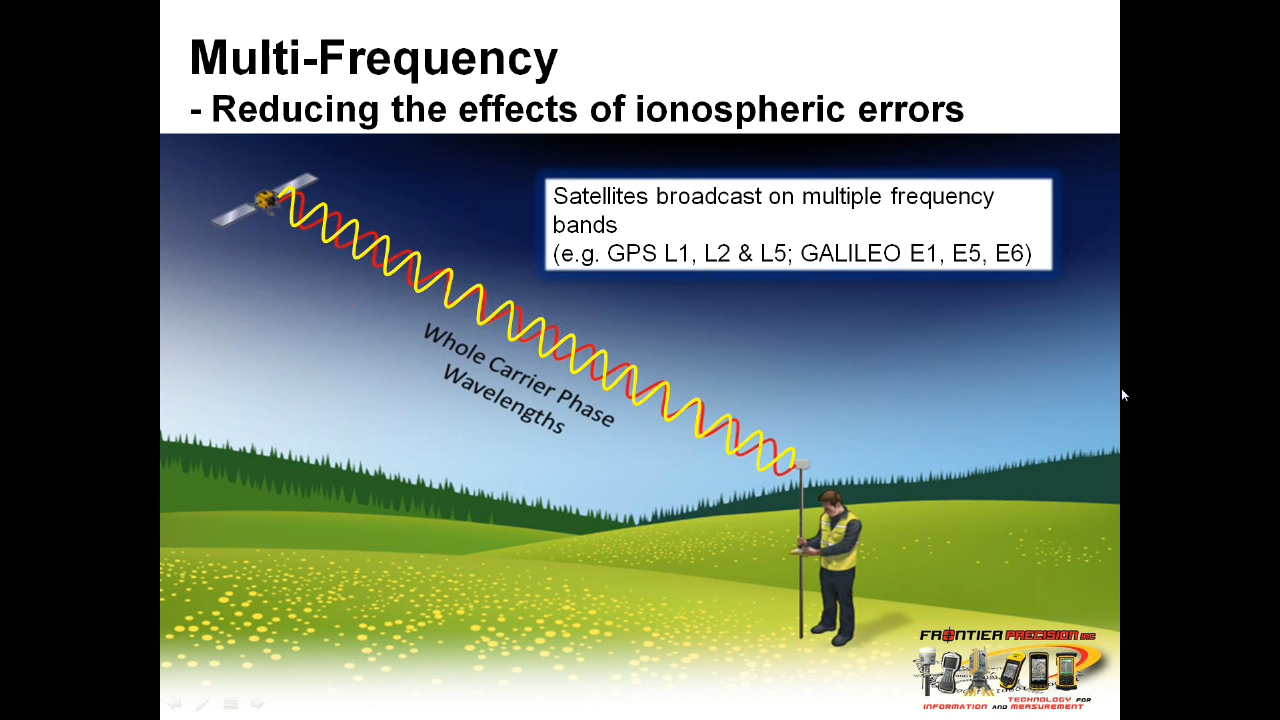 Multi-Frequency
- Reducing the effects of ionospheric errors
Satellites broadcast on multiple frequency
bands
(e.g. GPS L1, L2 & L5; GALILEO E1, E5, E6)
Whole Carrier Phase
Wavelengths
FRONTIER PRECISION INC
TECHNOLOGY FOR
INFORMATION AND MEASUREMENT